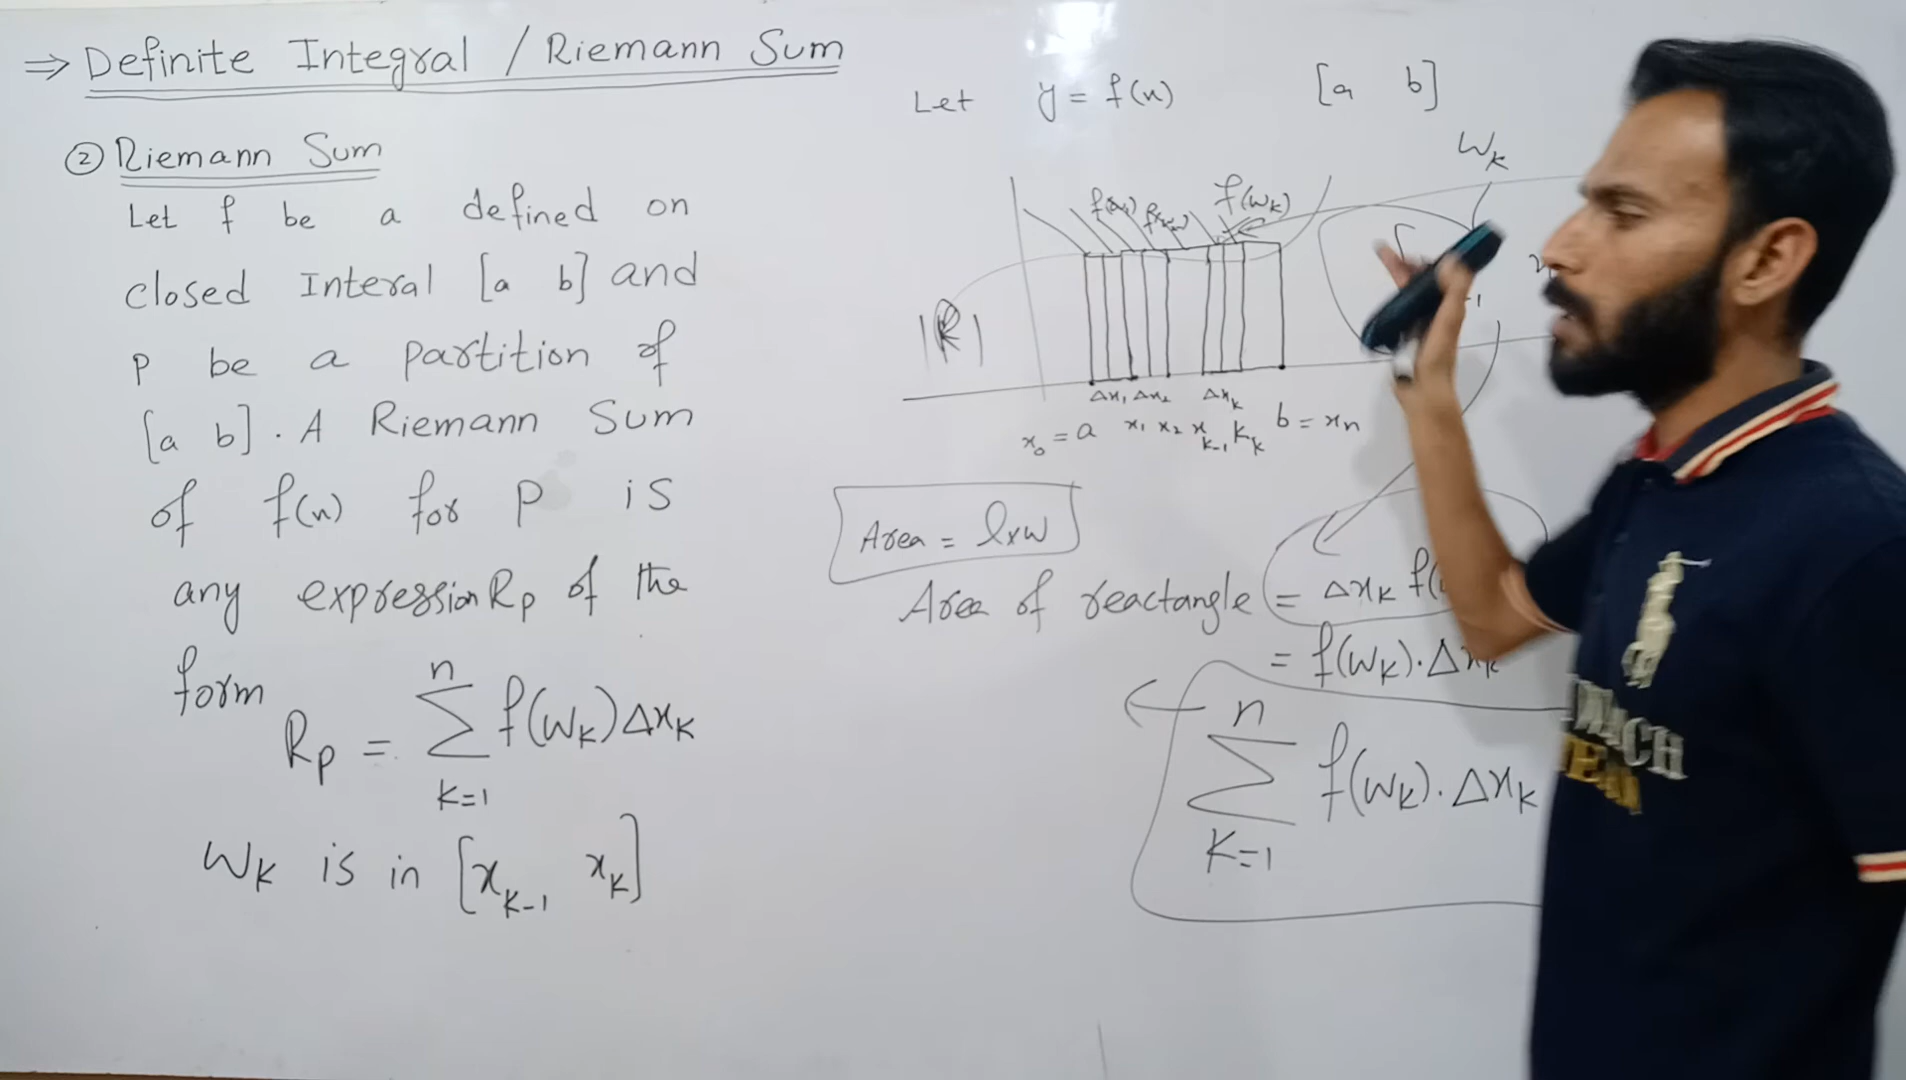 ⇒ Definite Integral / Riemann Sum
② Riemann Sum
Let f be a defined on
closed Interal [a b] and
P be a partition of
[a b]. A Riemann Sum
of f(x) for P is
any expression Rp of the
form
n
Rp = ∑ f(wK) ΔxK
K=1
wK is in [xK-1 xK]
Let y = f(x) [a b]
wK
f(wK)
|R|
Δx1 Δx2 ΔxK
x0 = a x1 x2 xK-1 KK b = xn
Area = l×w
Area of reactangle = ΔxK f(
= f(wK).ΔxK
n
∑ f(wK).ΔxK
K=1